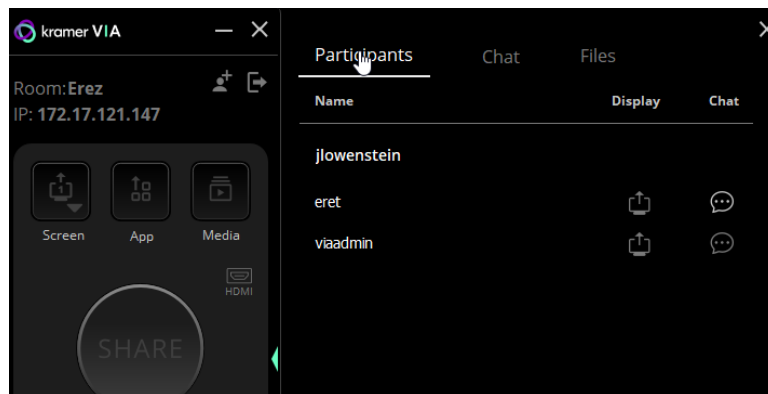 kramer VIA
Room:Erez
IP: 172.17.121.147
Screen
App
Media
HDMI
SHARE
Participants
Chat
Files
Name
Display
Chat
jlowenstein
eret
viaadmin